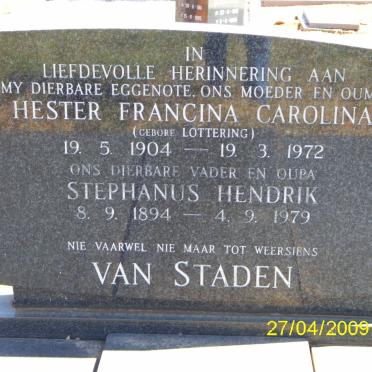 IN
LIEFDEVOLLE HERINNERING AAN
MY DIERBARE EGGENOTE, ONS MOEDER EN OUM
HESTER FRANCINA CAROLINA
(GEBORE LOTTERING)
19. 5. 1904 — 19. 3. 1972
ONS DIERBARE VADER EN OUPA
STEPHANUS HENDRIK
8. 9. 1894 — 4. 9. 1979
NIE VAARWEL NIE MAAR TOT WEERSIENS
VAN STADEN
27/04/2009